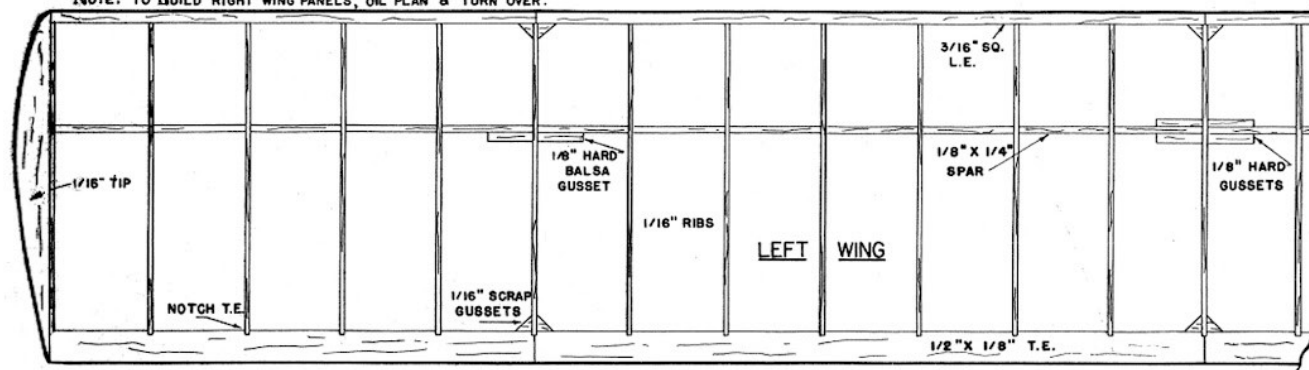 NOTE: TO BUILD RIGHT WING PANELS, OIL PLAN & TURN OVER.
3/16" SQ.
L.E.
1/8" HARD
BALSA
GUSSET
1/8" X 1/4"
SPAR
1/8" HARD
GUSSETS
1/16" TIP
1/16" RIBS
LEFT WING
NOTCH T.E.
1/16" SCRAP
GUSSETS
1/2" X 1/8" T.E.